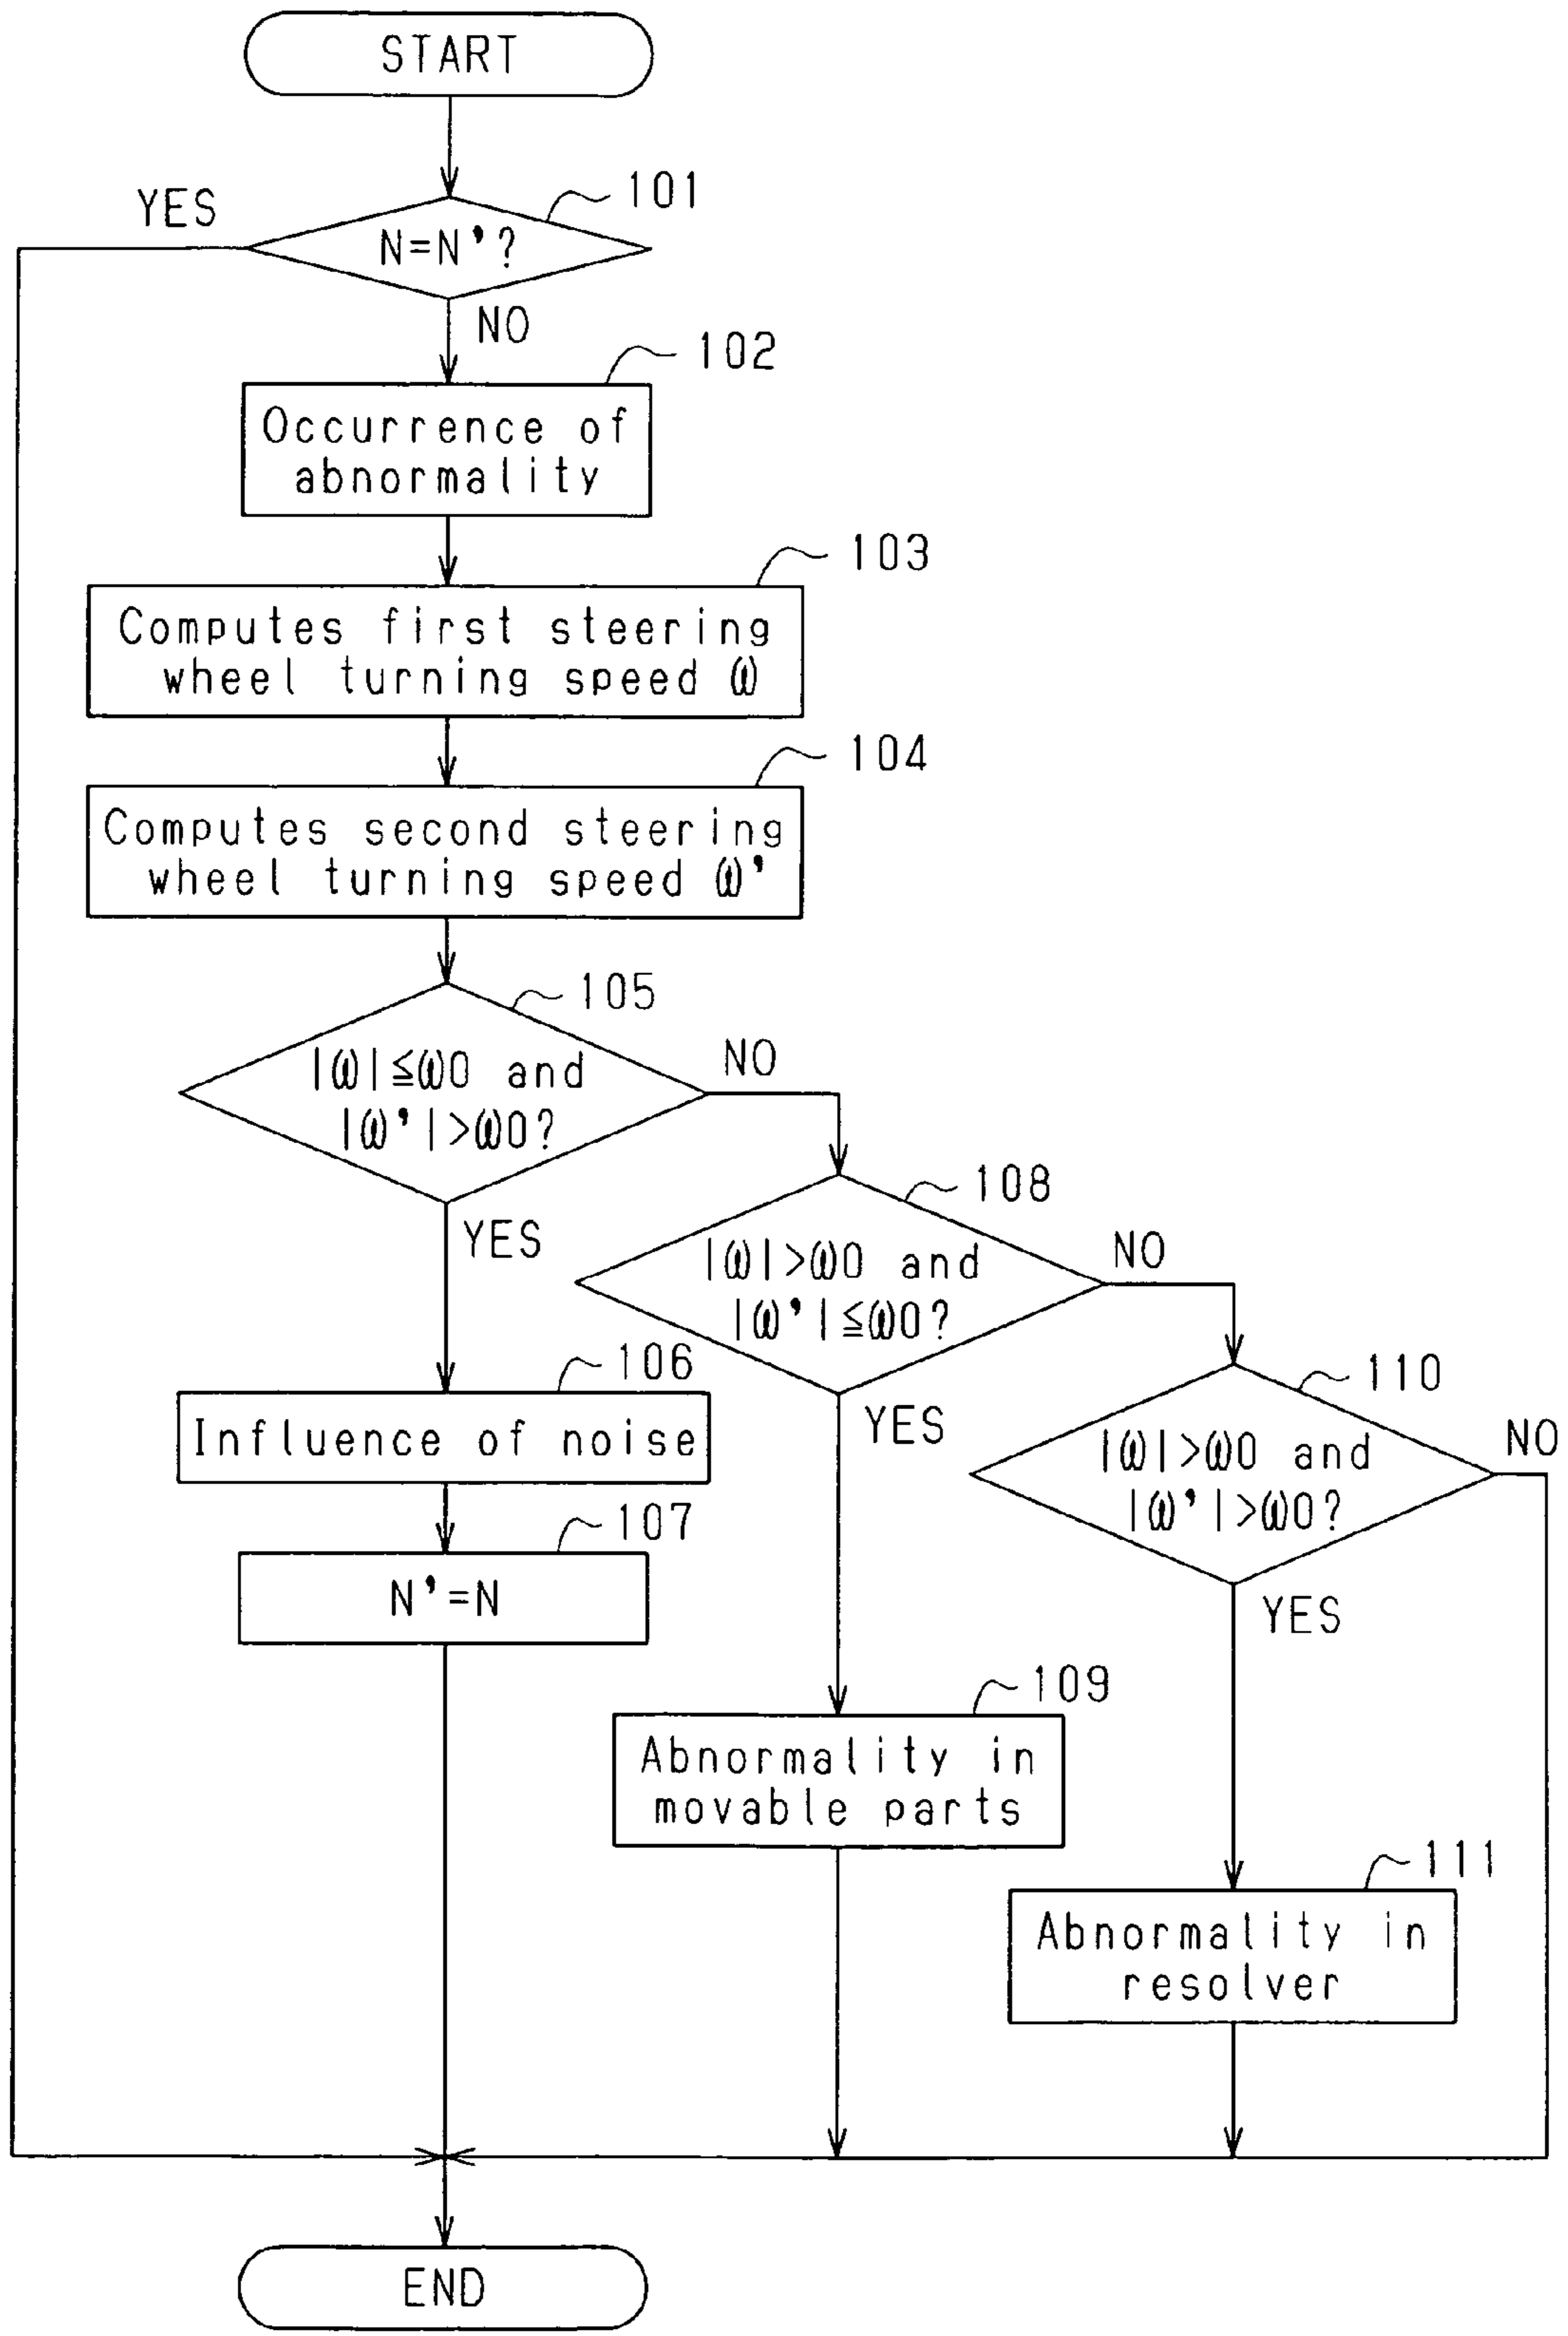 START
YES
101
N=N'?
NO
102
Occurrence of
abnormality
103
Computes first steering
wheel turning speed ω
104
Computes second steering
wheel turning speed ω'
105
|ω|≦ω0 and
|ω'|>ω0?
NO
YES
108
|ω|>ω0 and
|ω'|≦ω0?
NO
YES
106
Influence of noise
107
N'=N
110
|ω|>ω0 and
|ω'|>ω0?
NO
YES
109
Abnormality in
movable parts
111
Abnormality in
resolver
END